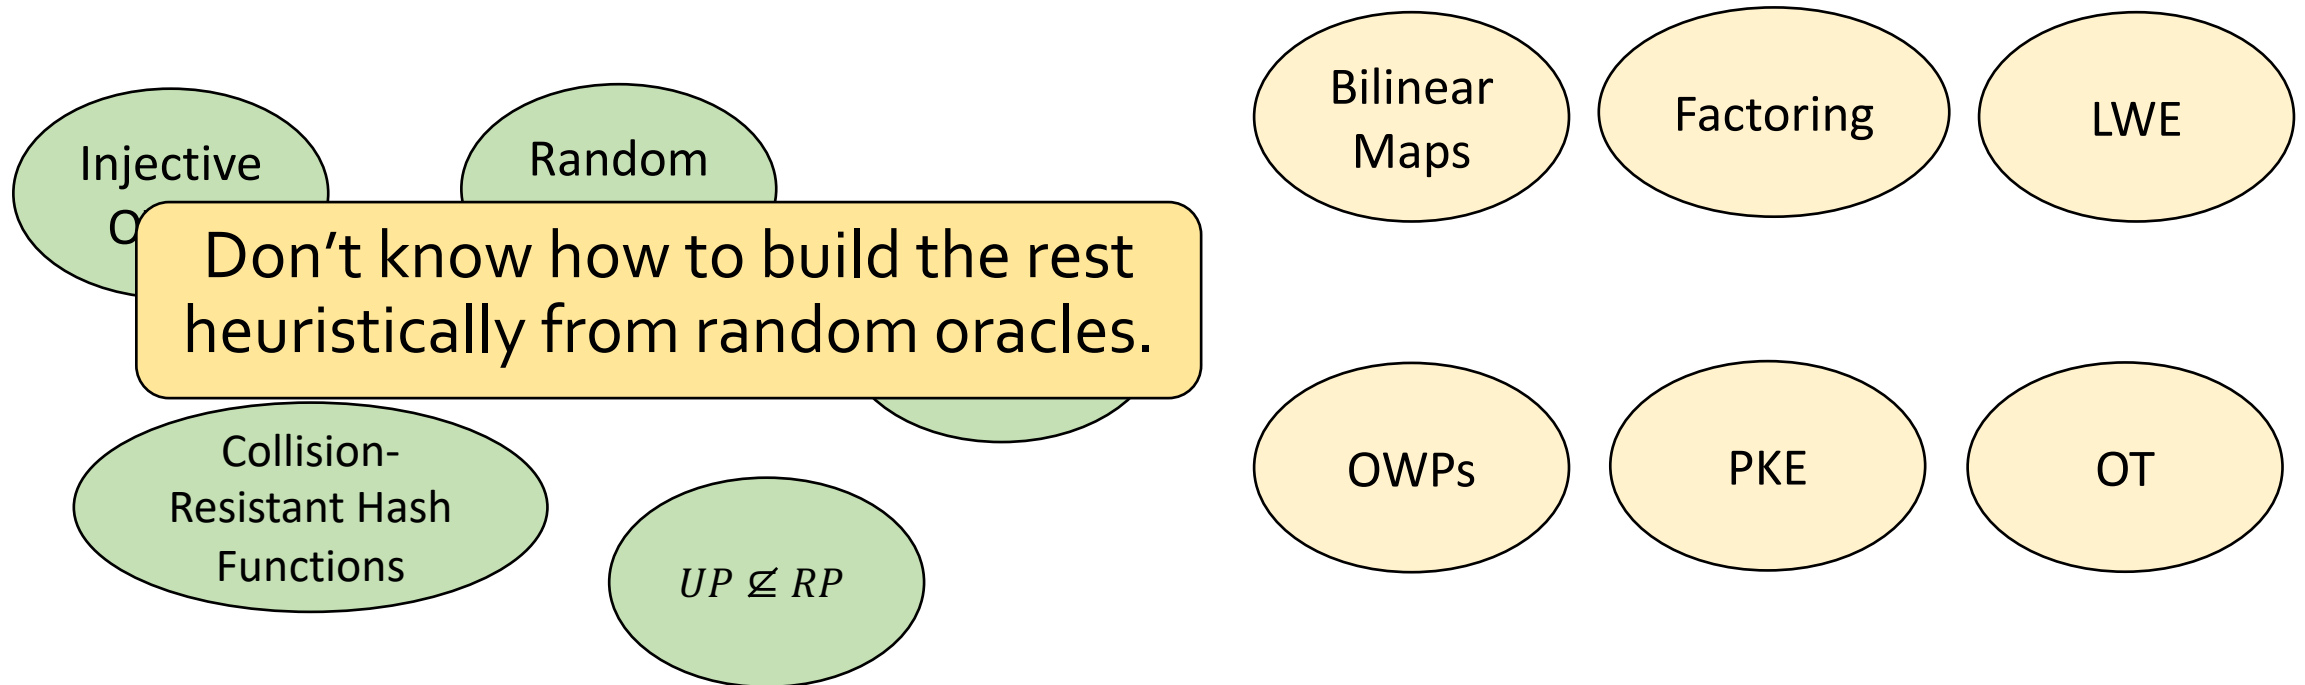 Injective
Random
Don't know how to build the rest
heuristically from random oracles.
Collision-
Resistant Hash
Functions
𝑈𝑃 ⊈ 𝑅𝑃
Bilinear
Maps
Factoring
LWE
OWPs
PKE
OT